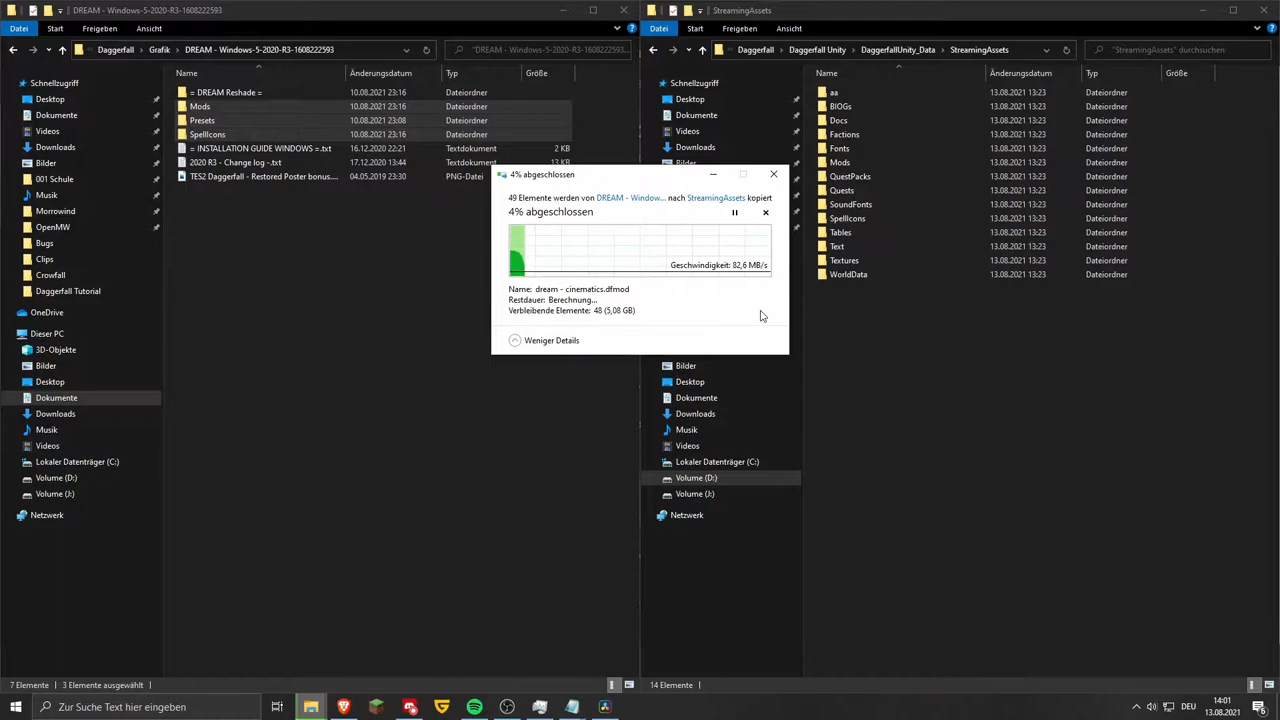 DREAM - Windows-5-2020-R3-1608222593
Datei Start Freigeben Ansicht
Daggerfall Grafik DREAM - Windows-5-2020-R3-1608222593
"DREAM - Windows-5-2020-R3-1608222593...
Name Änderungsdatum Typ Größe
Schnellzugriff
Desktop
Dokumente
Videos
Downloads
Bilder
001 Schule
Musik
Morrowind
OpenMW
Bugs
Clips
Crowfall
Daggerfall Tutorial
OneDrive
Dieser PC
3D-Objekte
Bilder
Desktop
Dokumente
Downloads
Musik
Videos
Lokaler Datenträger (C:)
Volume (D:)
Volume (J:)
Netzwerk
= DREAM Reshade = 10.08.2021 23:16 Dateiordner
Mods 10.08.2021 23:16 Dateiordner
Presets 10.08.2021 23:08 Dateiordner
SpellIcons 10.08.2021 23:16 Dateiordner
= INSTALLATION GUIDE WINDOWS =.txt 16.12.2020 22:21 Textdokument 2 KB
2020 R3 - Change log -.txt 17.12.2020 13:44 Textdokument 13 KB
TES2 Daggerfall - Restored Poster bonus.... 04.05.2019 23:30 PNG-Datei
7 Elemente 3 Elemente ausgewählt
4% abgeschlossen
49 Elemente werden von DREAM - Window... nach StreamingAssets kopiert
4% abgeschlossen
Geschwindigkeit: 82,6 MB/s
Name: dream - cinematics.dfmod
Restdauer: Berechnung...
Verbleibende Elemente: 48 (5,08 GB)
Weniger Details
StreamingAssets
Datei Start Freigeben Ansicht
Daggerfall Daggerfall Unity DaggerfallUnity_Data StreamingAssets
"StreamingAssets" durchsuchen
Name Änderungsdatum Typ Größe
Schnellzugriff
Desktop
Dokumente
Videos
Downloads
Bilder
Bilder
Desktop
Dokumente
Downloads
Musik
Videos
Lokaler Datenträger (C:)
Volume (D:)
Volume (J:)
Netzwerk
aa 13.08.2021 13:23 Dateiordner
BIOGs 13.08.2021 13:23 Dateiordner
Docs 13.08.2021 13:23 Dateiordner
Factions 13.08.2021 13:23 Dateiordner
Fonts 13.08.2021 13:23 Dateiordner
Mods 13.08.2021 13:23 Dateiordner
QuestPacks 13.08.2021 13:23 Dateiordner
Quests 13.08.2021 13:23 Dateiordner
SoundFonts 13.08.2021 13:23 Dateiordner
SpellIcons 13.08.2021 13:23 Dateiordner
Tables 13.08.2021 13:23 Dateiordner
Text 13.08.2021 13:23 Dateiordner
Textures 13.08.2021 13:23 Dateiordner
WorldData 13.08.2021 13:23 Dateiordner
14 Elemente
Zur Suche Text hier eingeben
DEU
14:01
13.08.2021